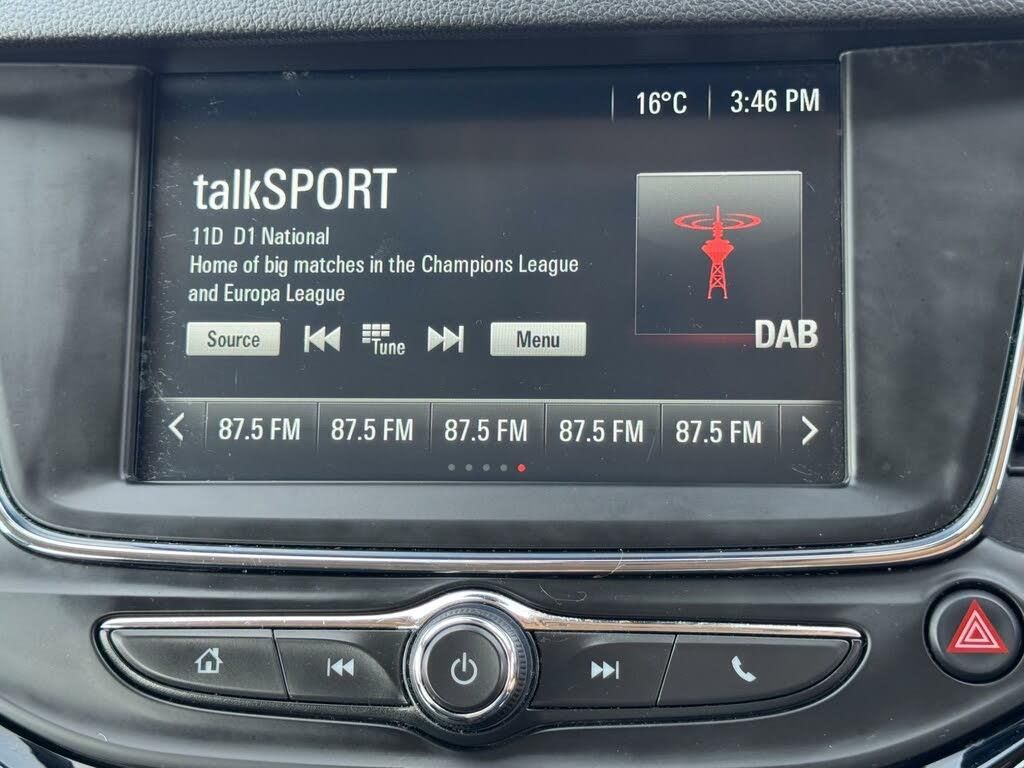 16°C 3:46 PM
talkSPORT
11D D1 National
Home of big matches in the Champions League
and Europa League
Source Tune Menu
DAB
87.5 FM 87.5 FM 87.5 FM 87.5 FM 87.5 FM